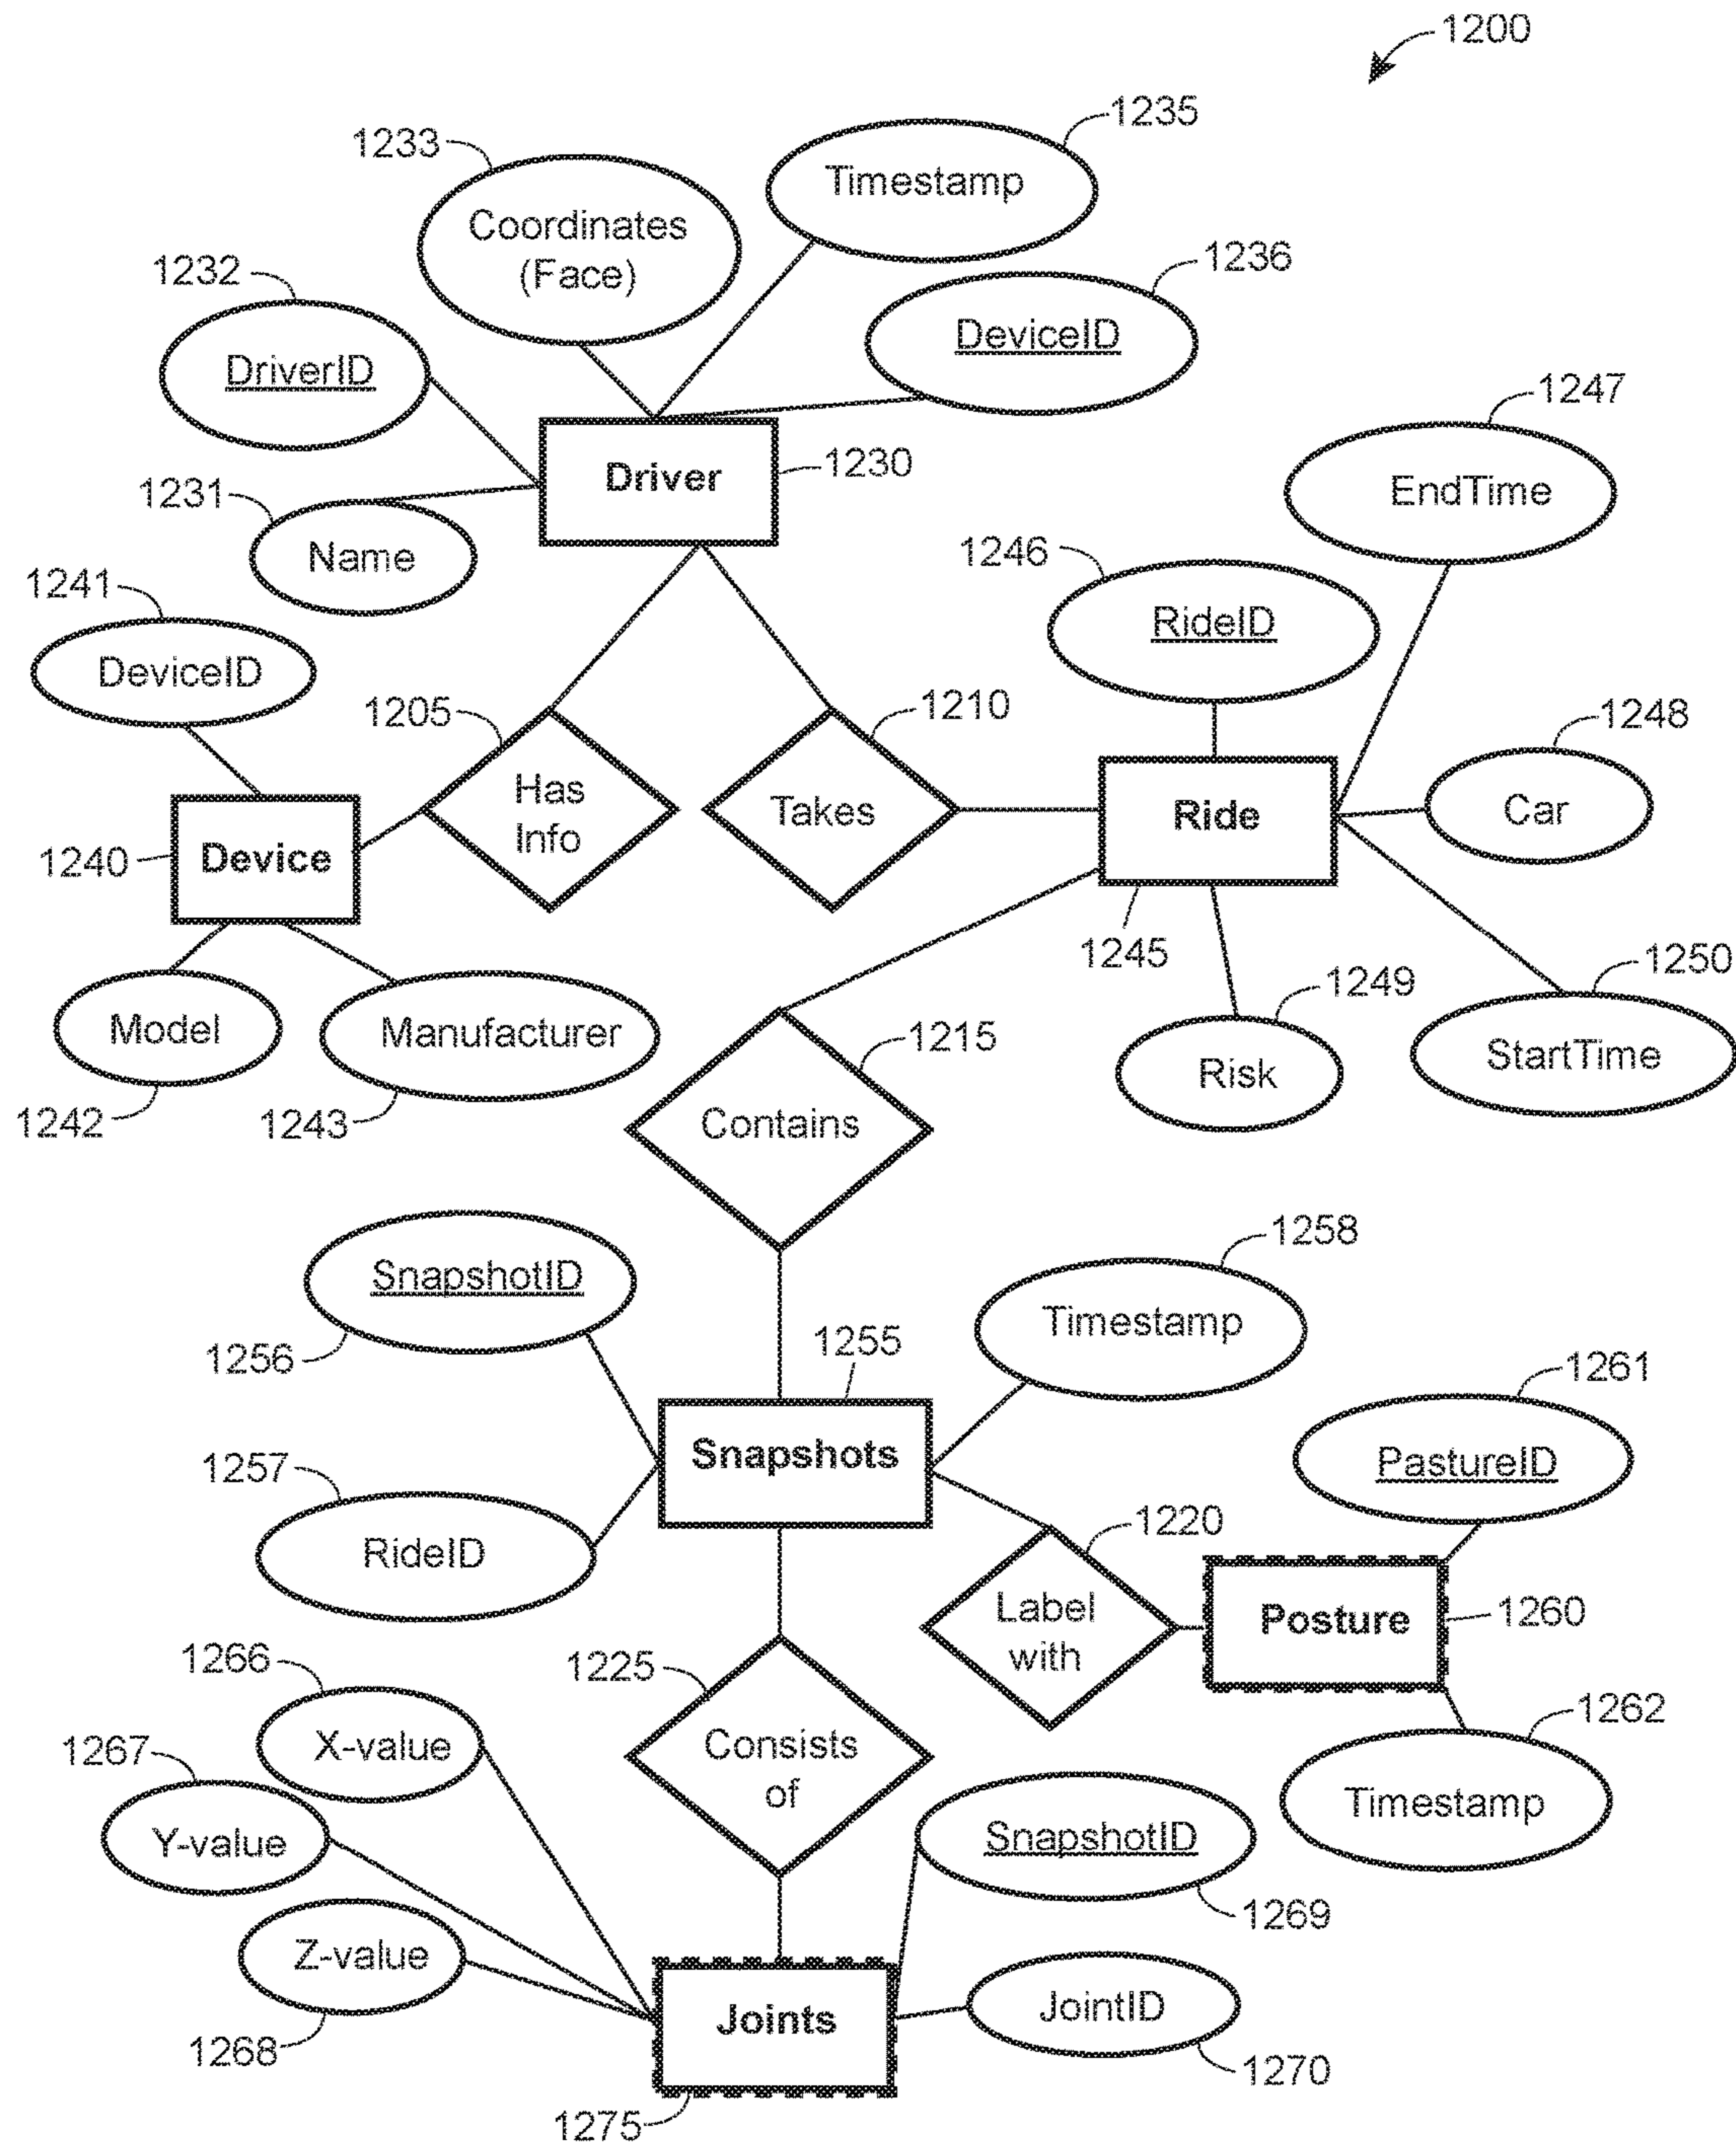 1200
1235
1233
Timestamp
Coordinates
(Face)
1236
1232
DeviceID
DriverID
1247
Driver
1230
EndTime
1231
1246
Name
1241
RideID
DeviceID
1205
1210
1248
Has
Info
Takes
Ride
Car
1240
Device
1245
1250
1249
Model
Manufacturer
1215
StartTime
Risk
1242
1243
Contains
1258
SnapshotID
Timestamp
1256
1255
1261
Snapshots
PastureID
1257
1220
RideID
Label
with
Posture
1260
1266
1225
1262
X-value
Consists
of
1267
Timestamp
Y-value
SnapshotID
1269
Z-value
JointID
Joints
1268
1270
1275